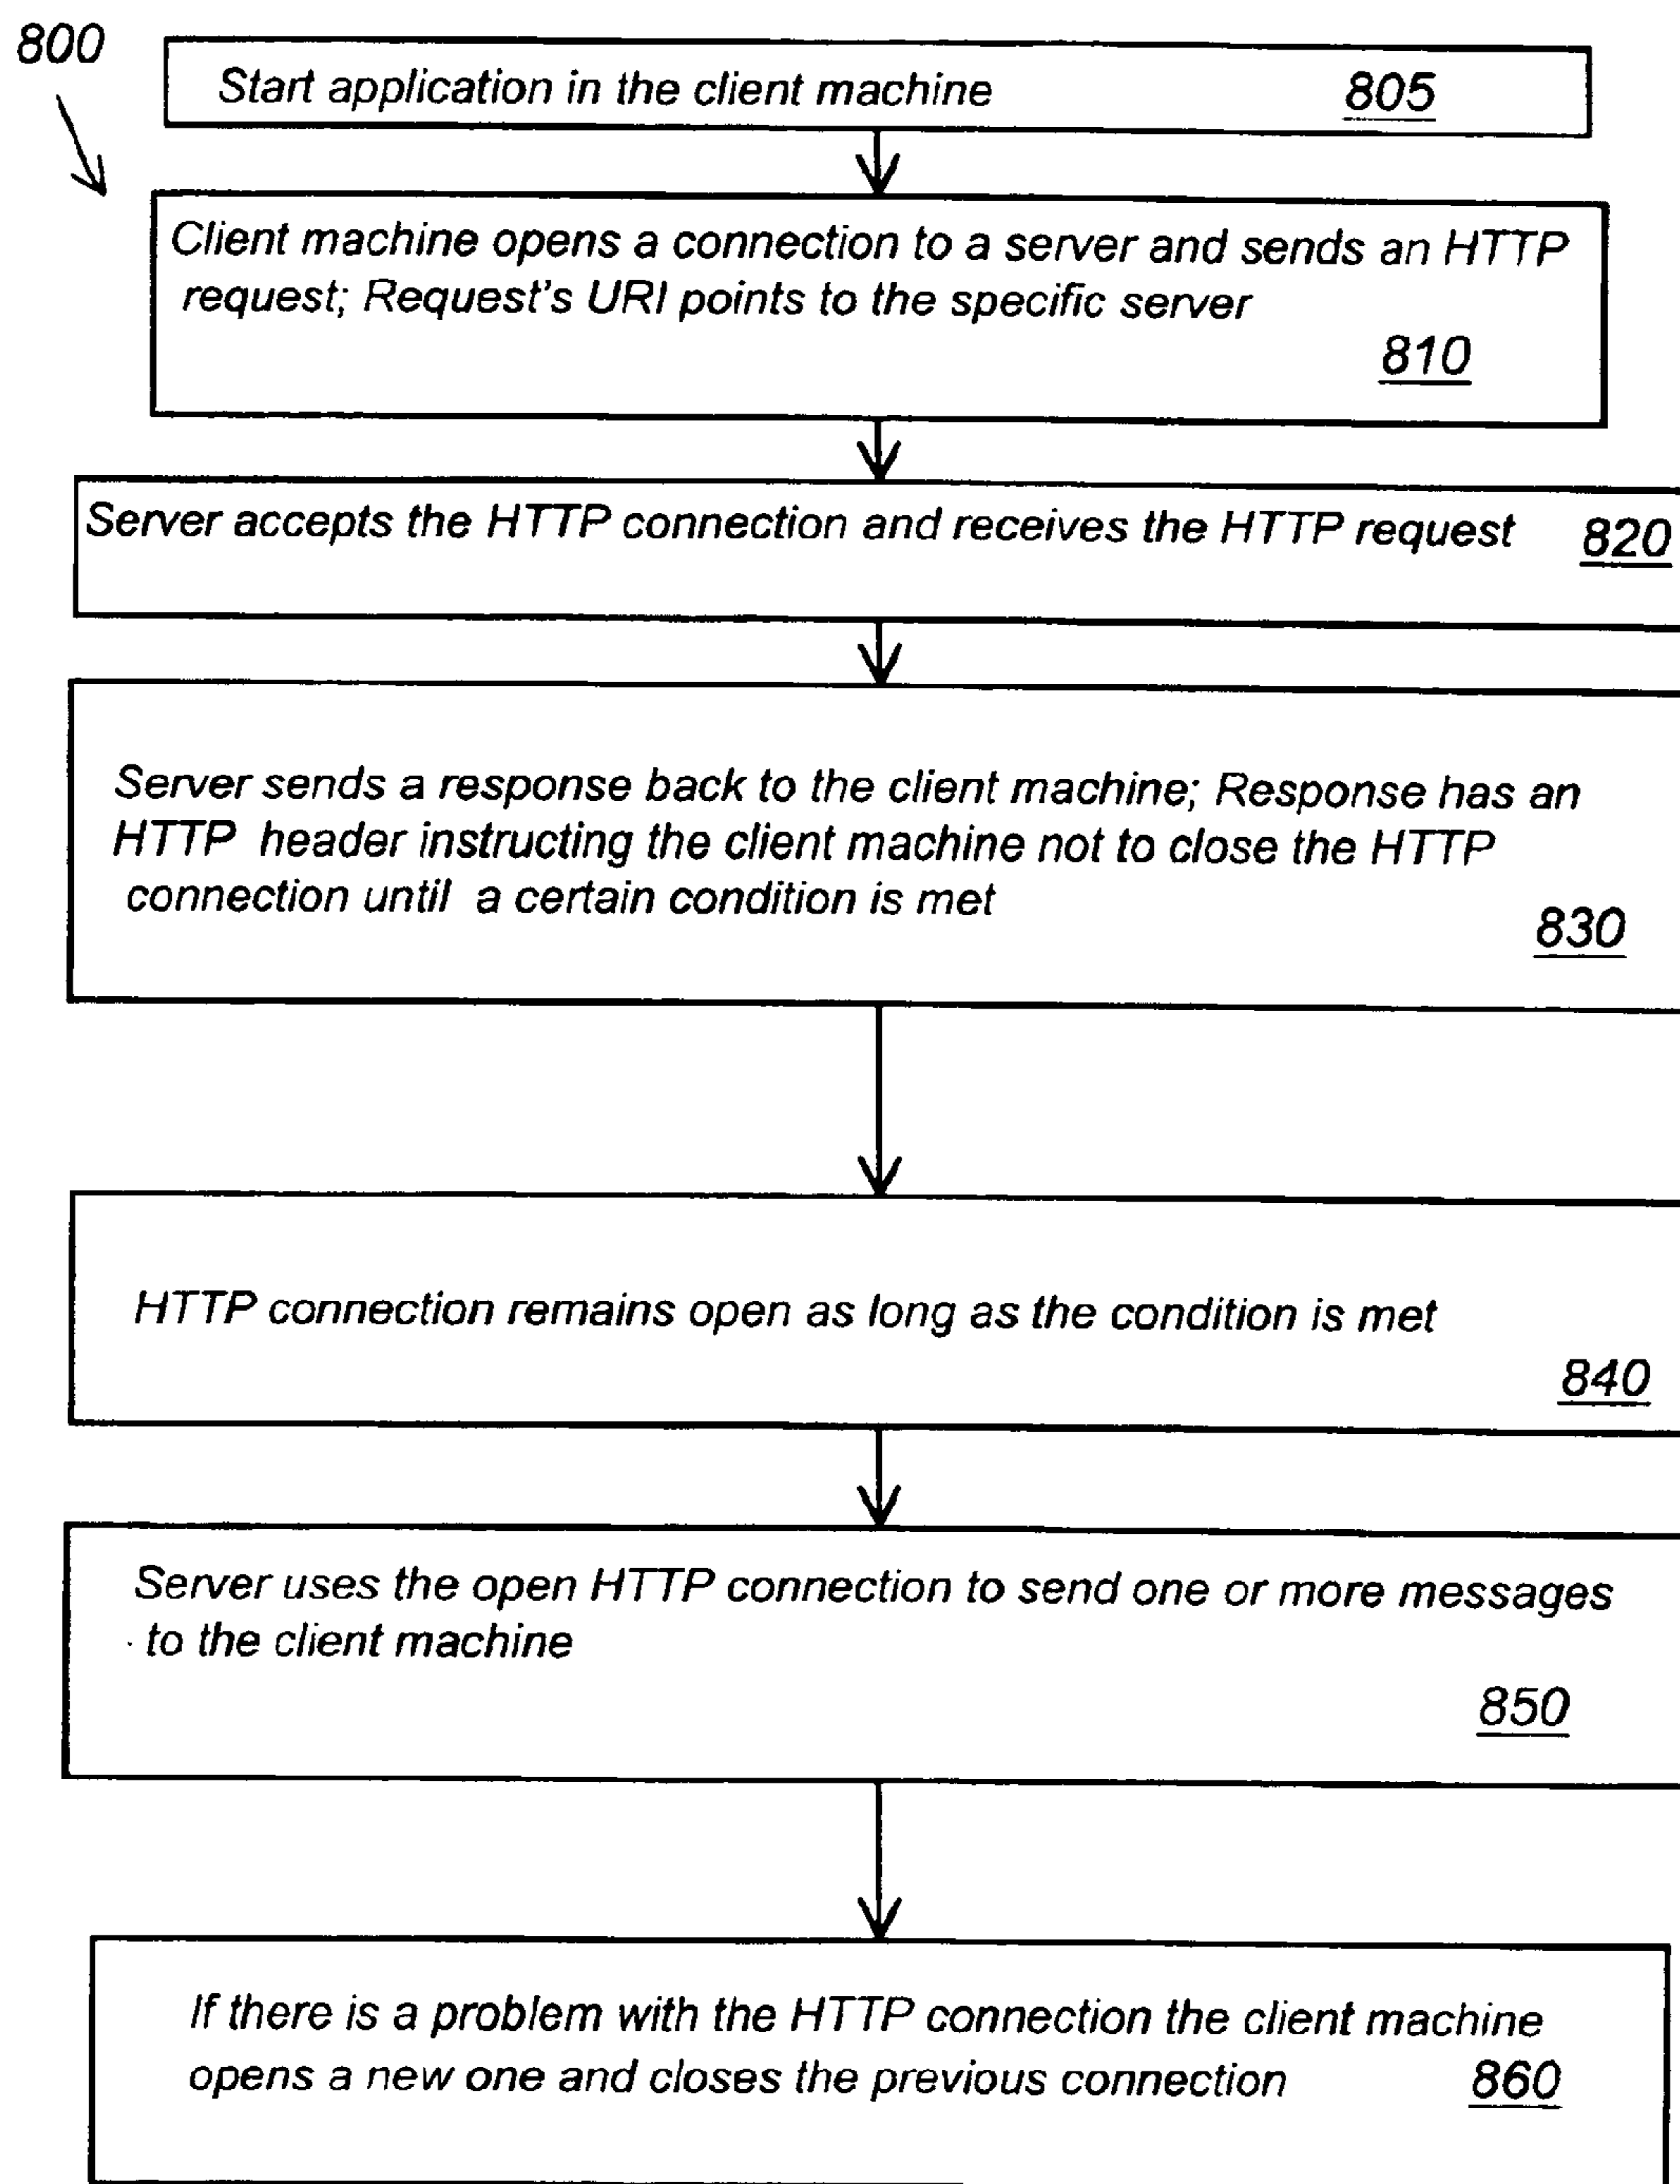 800
Start application in the client machine 805
Client machine opens a connection to a server and sends an HTTP
request; Request's URI points to the specific server
810
Server accepts the HTTP connection and receives the HTTP request 820
Server sends a response back to the client machine; Response has an
HTTP header instructing the client machine not to close the HTTP
connection until a certain condition is met
830
HTTP connection remains open as long as the condition is met
840
Server uses the open HTTP connection to send one or more messages
to the client machine
850
If there is a problem with the HTTP connection the client machine
opens a new one and closes the previous connection 860